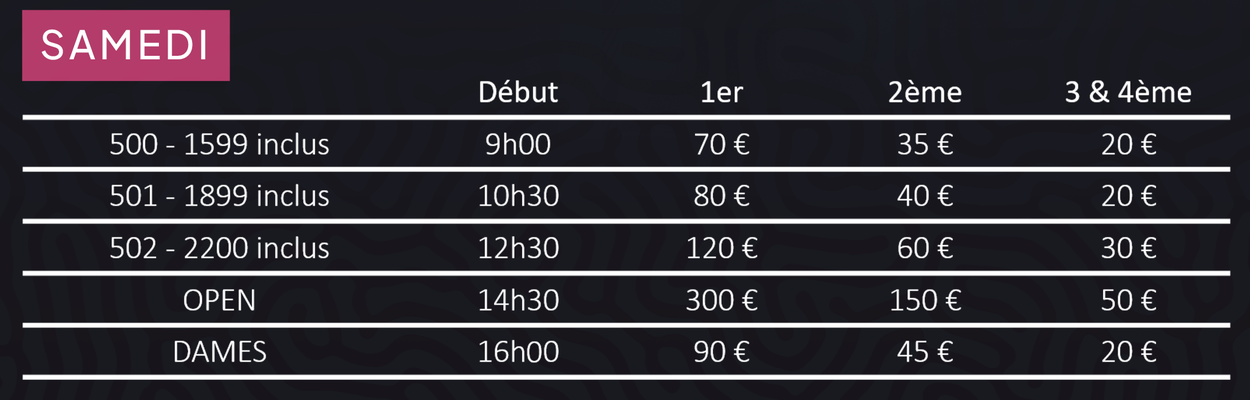 SAMEDI
Début 1er 2ème 3 & 4ème
500 - 1599 inclus 9h00 70 € 35 € 20 €
501 - 1899 inclus 10h30 80 € 40 € 20 €
502 - 2200 inclus 12h30 120 € 60 € 30 €
OPEN 14h30 300 € 150 € 50 €
DAMES 16h00 90 € 45 € 20 €